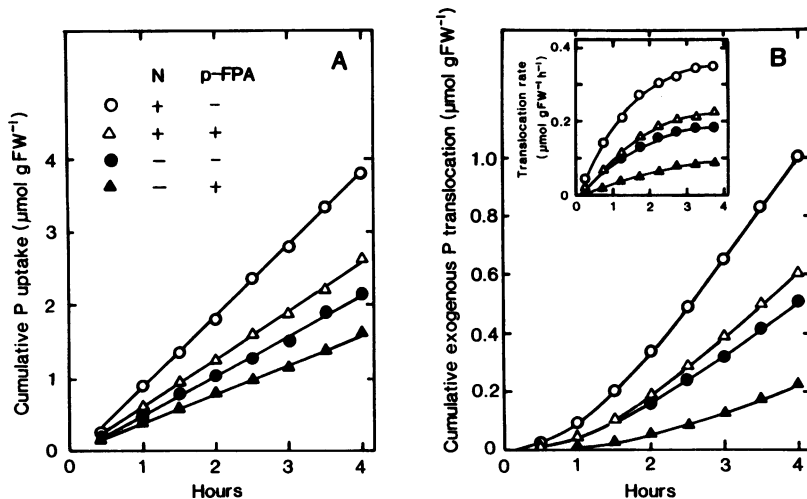 A
N p-FPA
+ −
+ +
− −
− +
Cumulative P uptake (µmol gFW⁻¹)
4
3
2
1
0
0 1 2 3 4
Hours
B
Cumulative exogenous P translocation (µmol gFW⁻¹)
1.0
0.8
0.6
0.4
0.2
0
0 1 2 3 4
Hours
Translocation rate
(µmol gFW⁻¹h⁻¹)
0.4
0.2
0
0 1 2 3 4